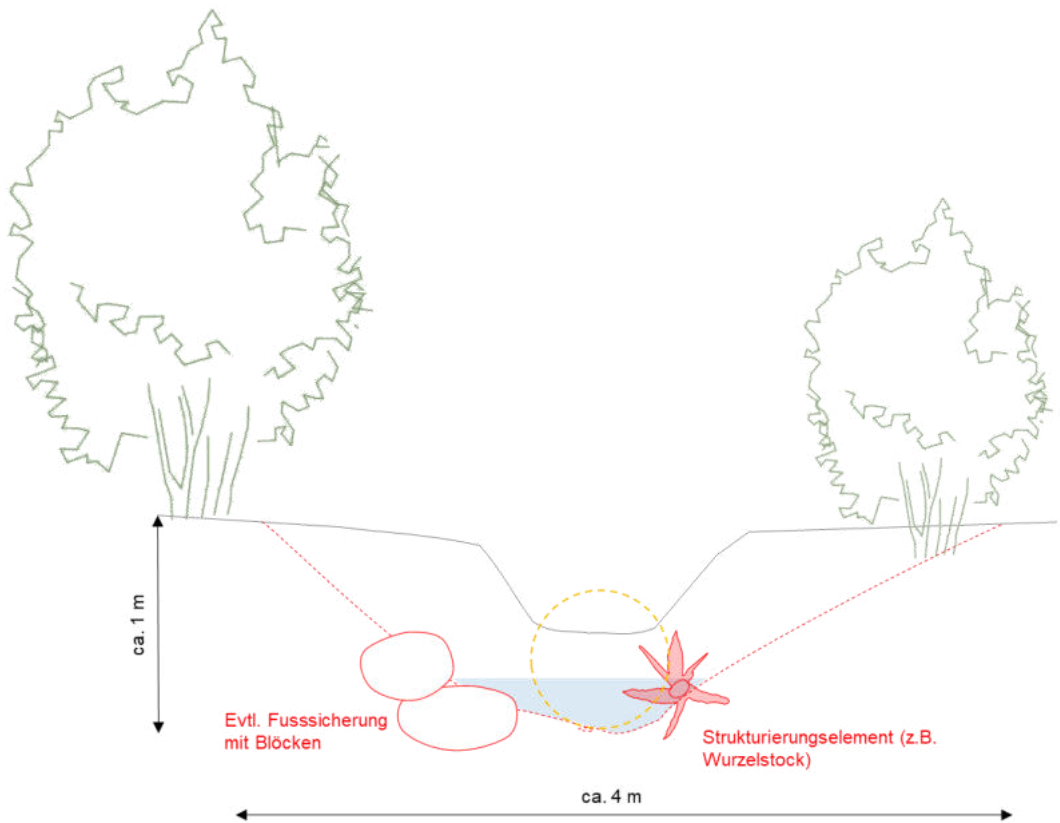 ca. 1 m
Evtl. Fusssicherung
mit Blöcken
Strukturierungselement (z.B.
Wurzelstock)
ca. 4 m